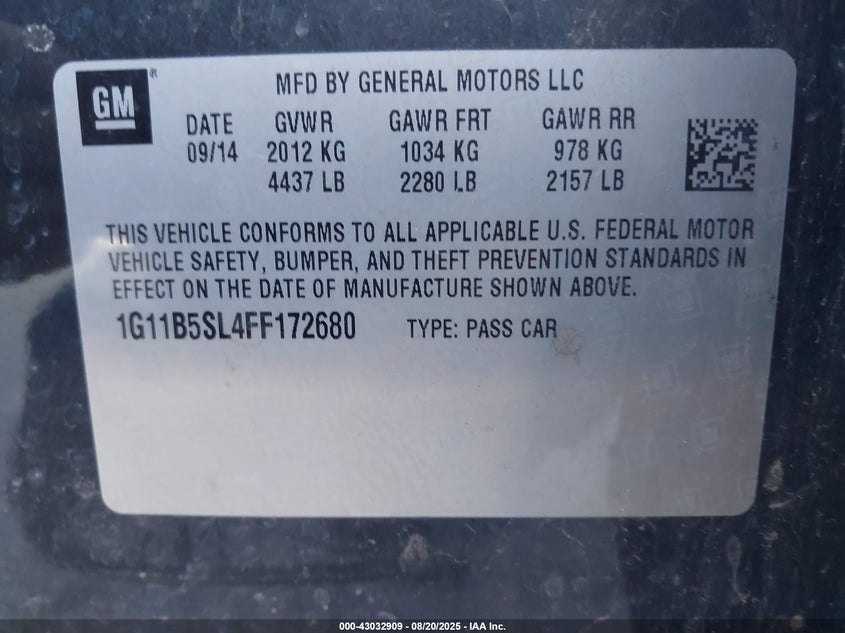 GM®
MFD BY GENERAL MOTORS LLC
DATE GVWR GAWR FRT GAWR RR
09/14 2012 KG 1034 KG 978 KG
4437 LB 2280 LB 2157 LB
THIS VEHICLE CONFORMS TO ALL APPLICABLE U.S. FEDERAL MOTOR
VEHICLE SAFETY, BUMPER, AND THEFT PREVENTION STANDARDS IN
EFFECT ON THE DATE OF MANUFACTURE SHOWN ABOVE.
1G11B5SL4FF172680 TYPE: PASS CAR
000-43032909 - 08/20/2025 - IAA Inc.